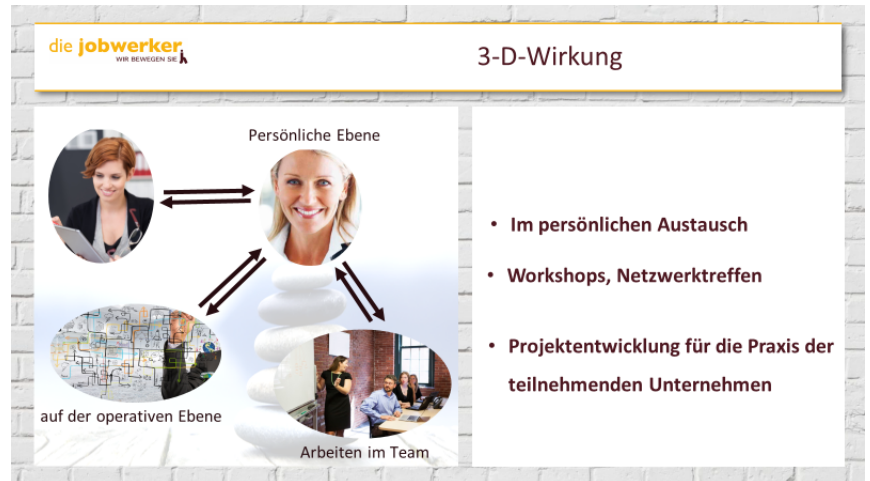 die jobwerker
WIR BEWEGEN SIE
3-D-Wirkung
Persönliche Ebene
auf der operativen Ebene
Arbeiten im Team
• Im persönlichen Austausch
• Workshops, Netzwerktreffen
• Projektentwicklung für die Praxis der
teilnehmenden Unternehmen